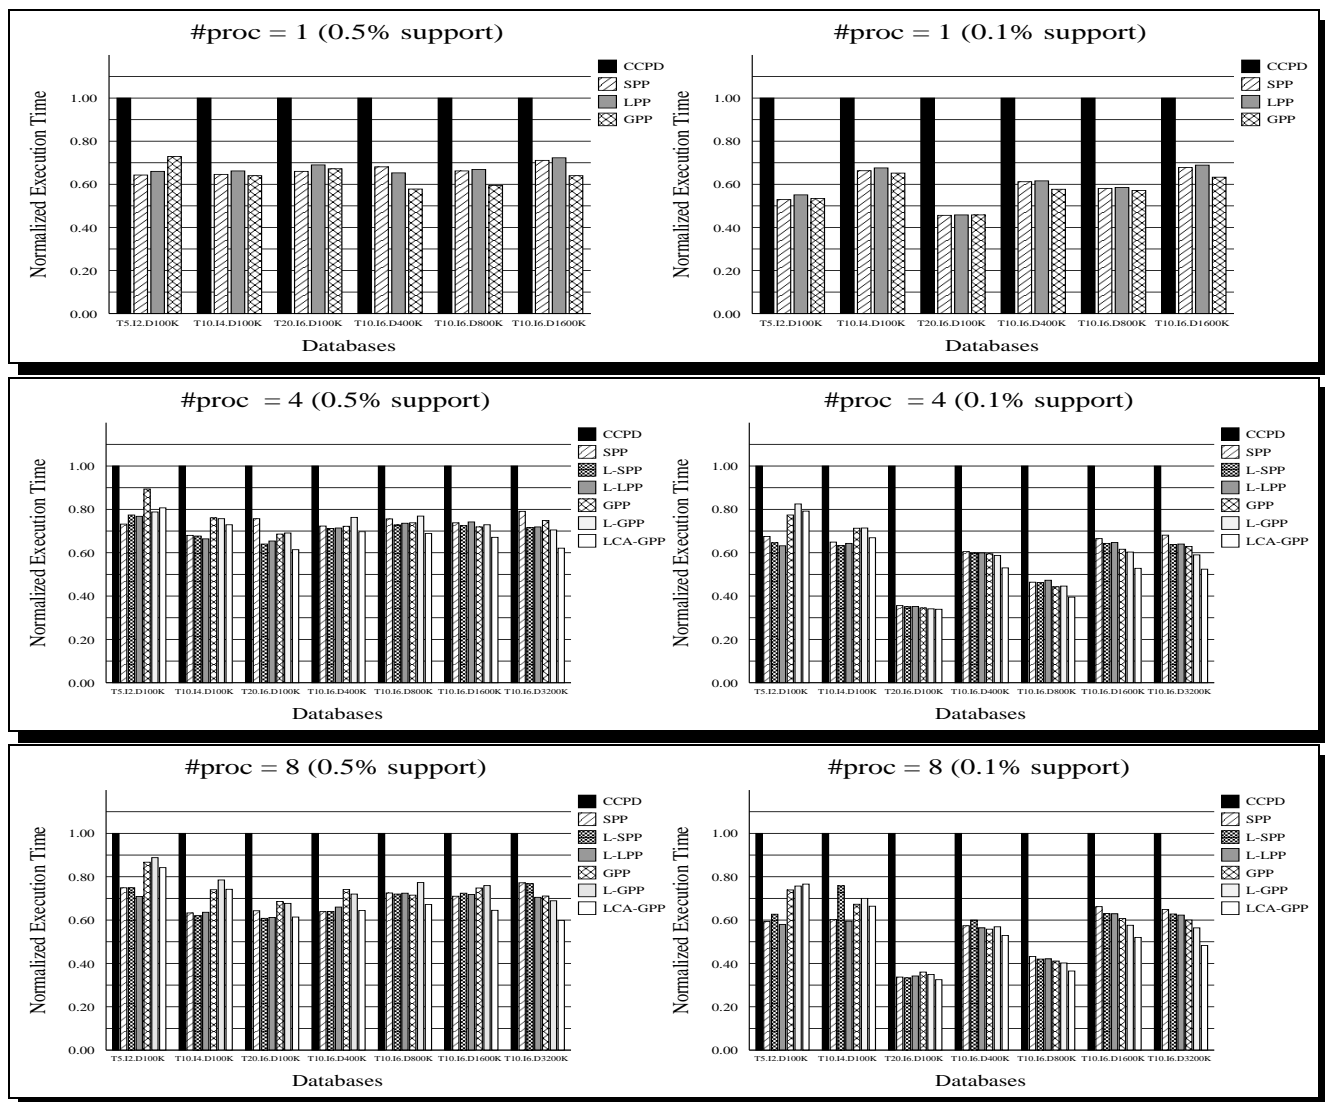 #proc = 1 (0.5% support)
Normalized Execution Time
1.00
0.80
0.60
0.40
0.20
0.00
CCPD
SPP
LPP
GPP
T5.I2.D100K T10.I4.D100K T20.I6.D100K T10.I6.D400K T10.I6.D800K T10.I6.D1600K
Databases
#proc = 1 (0.1% support)
Normalized Execution Time
1.00
0.80
0.60
0.40
0.20
0.00
CCPD
SPP
LPP
GPP
T5.I2.D100K T10.I4.D100K T20.I6.D100K T10.I6.D400K T10.I6.D800K T10.I6.D1600K
Databases
#proc = 4 (0.5% support)
Normalized Execution Time
1.00
0.80
0.60
0.40
0.20
0.00
CCPD
SPP
L-SPP
L-LPP
GPP
L-GPP
LCA-GPP
T5.I2.D100K T10.I4.D100K T20.I6.D100K T10.I6.D400K T10.I6.D800K T10.I6.D1600K T10.I6.D3200K
Databases
#proc = 4 (0.1% support)
Normalized Execution Time
1.00
0.80
0.60
0.40
0.20
0.00
CCPD
SPP
L-SPP
L-LPP
GPP
L-GPP
LCA-GPP
T5.I2.D100K T10.I4.D100K T20.I6.D100K T10.I6.D400K T10.I6.D800K T10.I6.D1600K T10.I6.D3200K
Databases
#proc = 8 (0.5% support)
Normalized Execution Time
1.00
0.80
0.60
0.40
0.20
0.00
CCPD
SPP
L-SPP
L-LPP
GPP
L-GPP
LCA-GPP
T5.I2.D100K T10.I4.D100K T20.I6.D100K T10.I6.D400K T10.I6.D800K T10.I6.D1600K T10.I6.D3200K
Databases
#proc = 8 (0.1% support)
Normalized Execution Time
1.00
0.80
0.60
0.40
0.20
0.00
CCPD
SPP
L-SPP
L-LPP
GPP
L-GPP
LCA-GPP
T5.I2.D100K T10.I4.D100K T20.I6.D100K T10.I6.D400K T10.I6.D800K T10.I6.D1600K T10.I6.D3200K
Databases